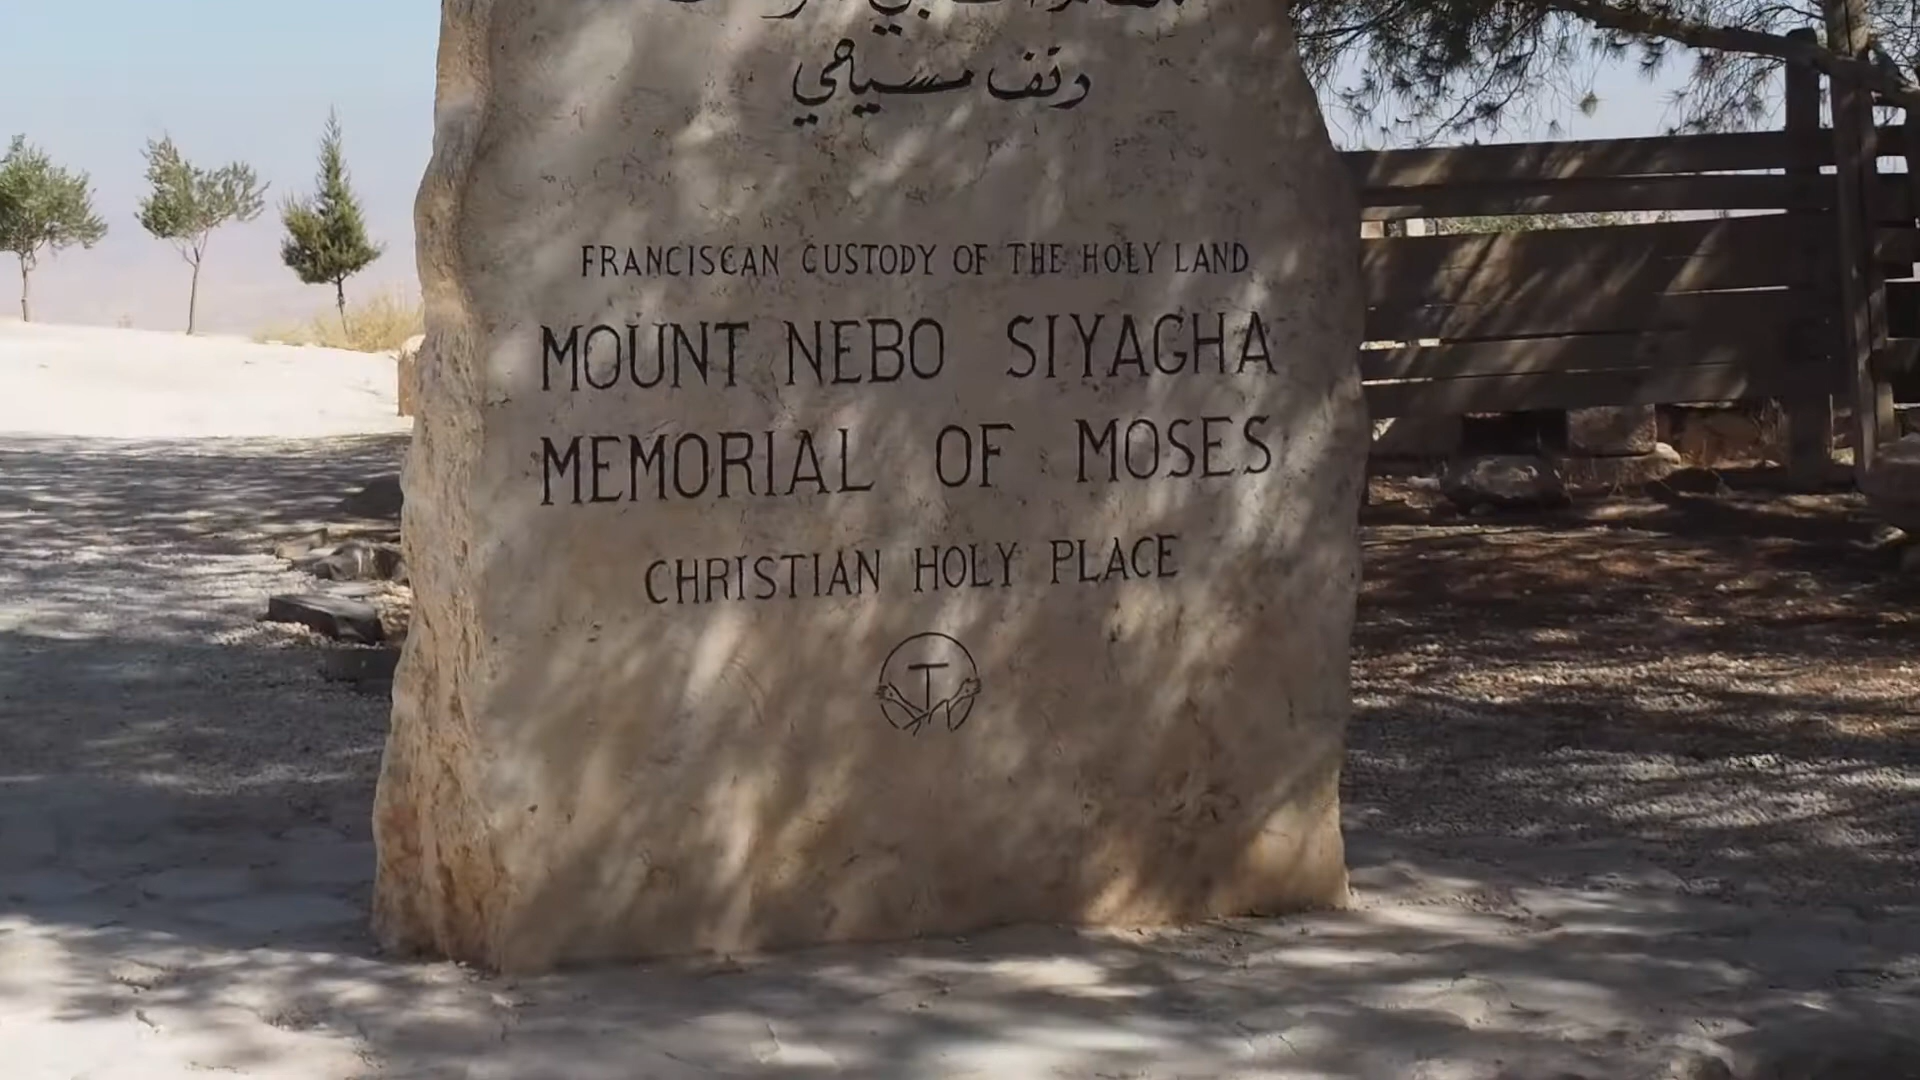 وقف مسيحي
FRANCISCAN CUSTODY OF THE HOLY LAND
MOUNT NEBO SIYAGHA
MEMORIAL OF MOSES
CHRISTIAN HOLY PLACE
T